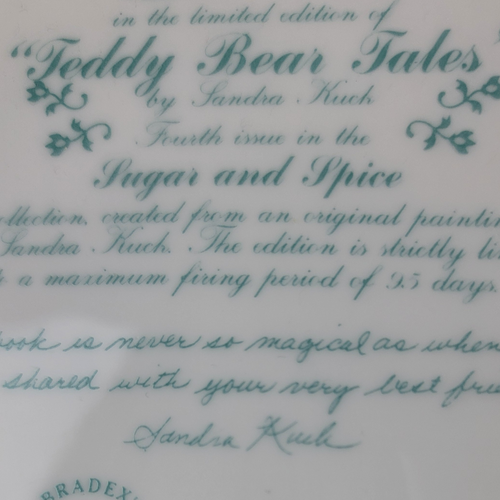 in the limited edition of
"Teddy Bear Tales"
by Sandra Kuck
Fourth issue in the
Sugar and Spice
collection, created from an original paintin
Sandra Kuck. The edition is strictly li
a maximum firing period of 95 days.
book is never so magical as when
shared with your very best frie
Sandra Kuck
BRADEX